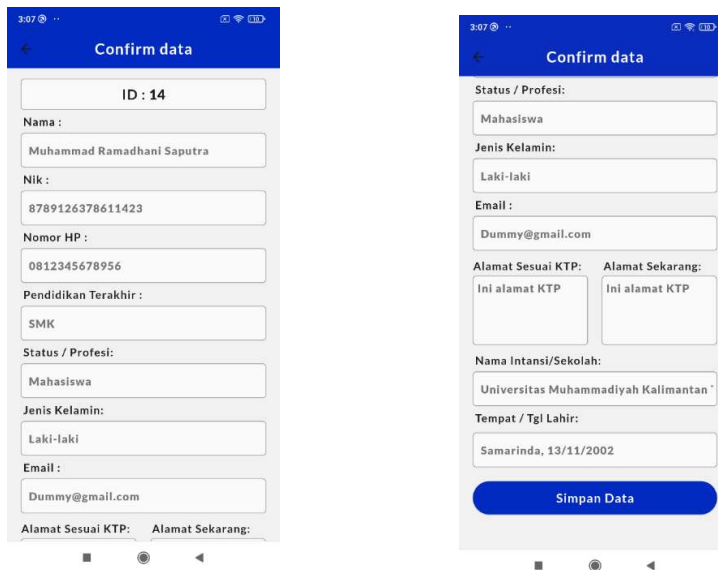 3:07
Confirm data
ID : 14
Nama :
Muhammad Ramadhani Saputra
Nik :
8789126378611423
Nomor HP :
0812345678956
Pendidikan Terakhir :
SMK
Status / Profesi:
Mahasiswa
Jenis Kelamin:
Laki-laki
Email :
Dummy@gmail.com
Alamat Sesuai KTP: Alamat Sekarang:
3:07
Confirm data
Status / Profesi:
Mahasiswa
Jenis Kelamin:
Laki-laki
Email :
Dummy@gmail.com
Alamat Sesuai KTP: Alamat Sekarang:
Ini alamat KTP Ini alamat KTP
Nama Intansi/Sekolah:
Universitas Muhammadiyah Kalimantan
Tempat / Tgl Lahir:
Samarinda, 13/11/2002
Simpan Data